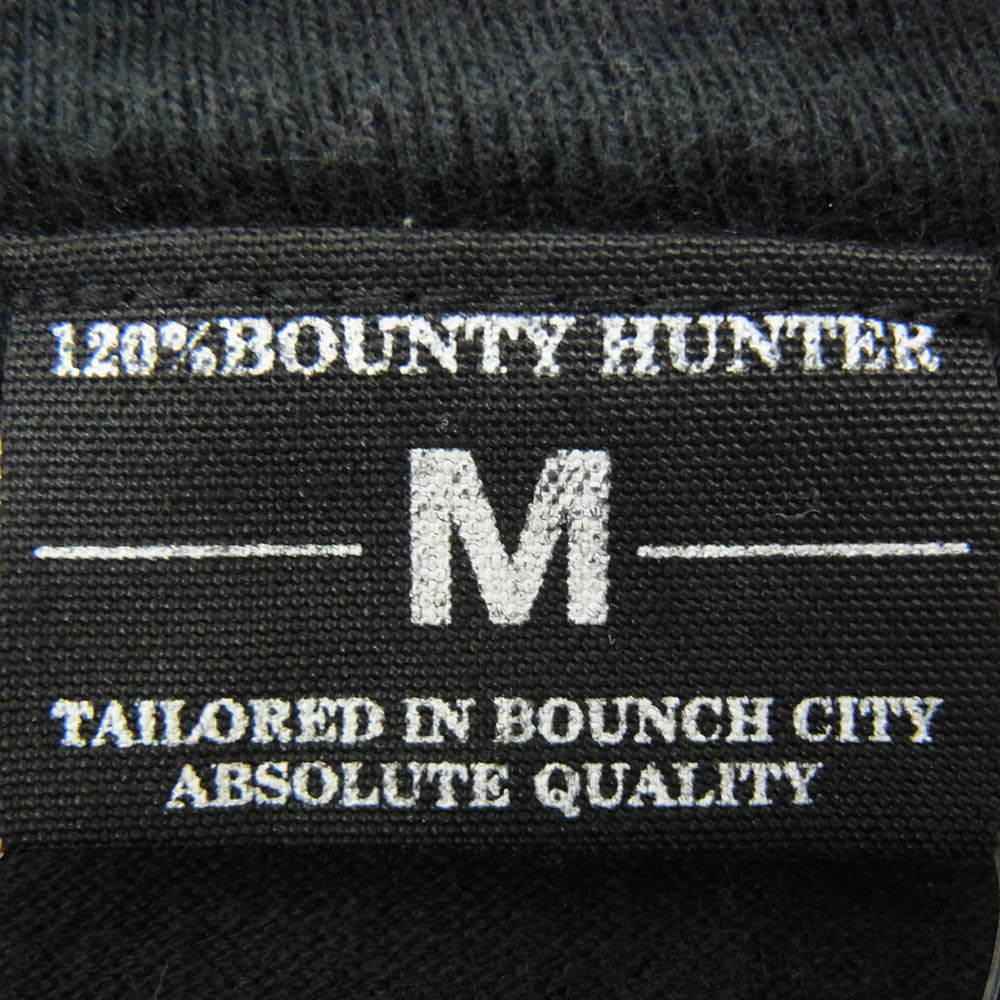 120%BOUNTY HUNTER
M
TAILORED IN BOUNCH CITY
ABSOLUTE QUALITY